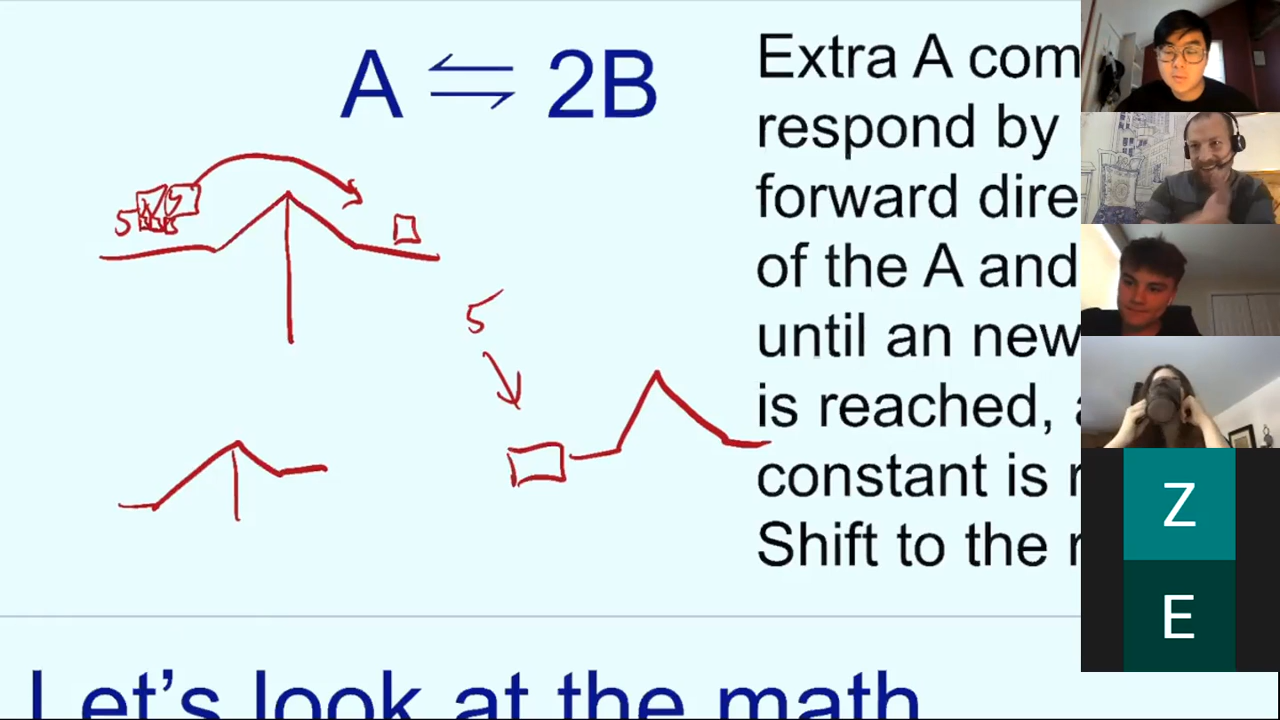 A ⇌ 2B
Extra A com
respond by
forward dire
of the A and
until an new
is reached,
constant is
Shift to the
5
5
Let's look at the math
Z
E